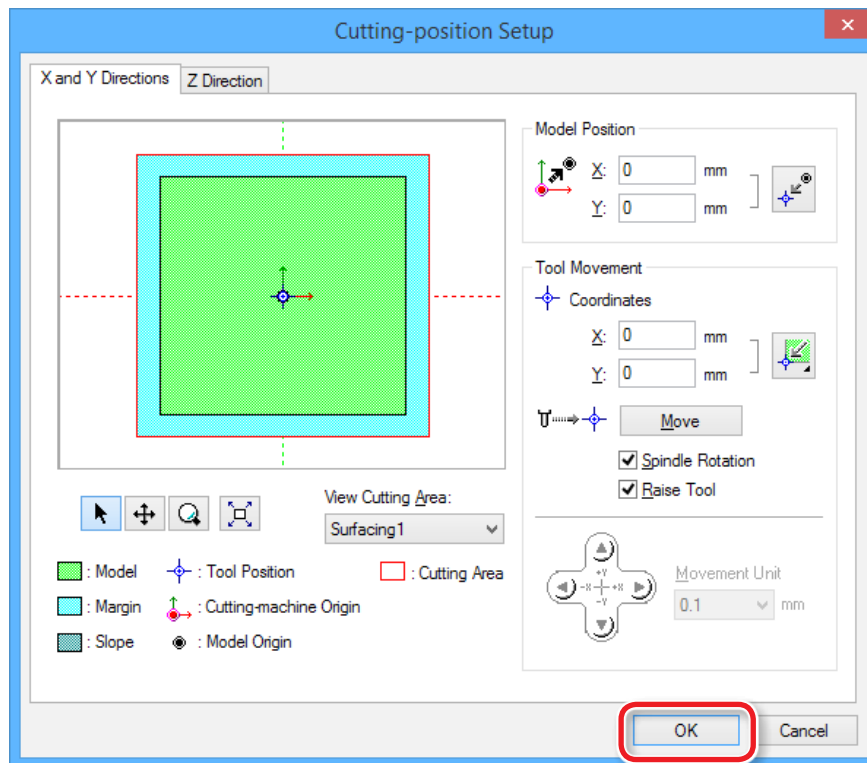 Cutting-position Setup
X and Y Directions
Z Direction
Model Position
X: 0 mm
Y: 0 mm
Tool Movement
Coordinates
X: 0 mm
Y: 0 mm
Move
Spindle Rotation
Raise Tool
+Y
-X +X
-Y
Movement Unit
0.1 mm
View Cutting Area:
Surfacing1
: Model : Tool Position : Cutting Area
: Margin : Cutting-machine Origin
: Slope : Model Origin
OK Cancel